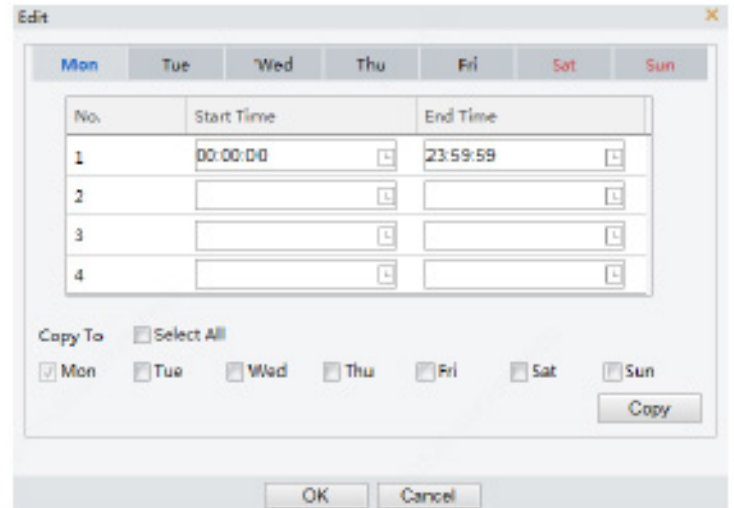 Edit
Mon Tue Wed Thu Fri Sat Sun
No. Start Time End Time
1 00:00:00 23:59:59
2
3
4
Copy To Select All
Mon Tue Wed Thu Fri Sat Sun
Copy
OK Cancel